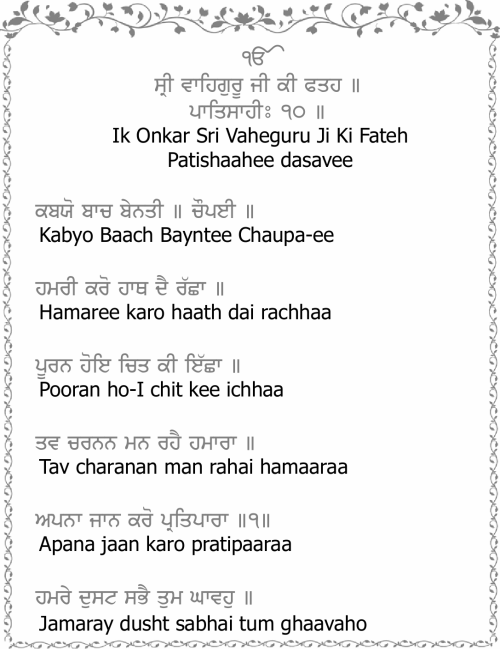 ੴ
ਸ੍ਰੀ ਵਾਹਿਗੁਰੂ ਜੀ ਕੀ ਫਤਹ ॥
ਪਾਤਿਸਾਹੀਃ ੧੦ ॥
Ik Onkar Sri Vaheguru Ji Ki Fateh
Patishaahee dasavee
ਕਬਯੋ ਬਾਚ ਬੇਨਤੀ ॥ ਚੌਪਈ ॥
Kabyo Baach Bayntee Chaupa-ee
ਹਮਰੀ ਕਰੋ ਹਾਥ ਦੈ ਰੱਛਾ ॥
Hamaree karo haath dai rachhaa
ਪੂਰਨ ਹੋਇ ਚਿਤ ਕੀ ਇੱਛਾ ॥
Pooran ho-I chit kee ichhaa
ਤਵ ਚਰਨਨ ਮਨ ਰਹੈ ਹਮਾਰਾ ॥
Tav charanan man rahai hamaaraa
ਅਪਨਾ ਜਾਨ ਕਰੋ ਪ੍ਰਤਿਪਾਰਾ ॥੧॥
Apana jaan karo pratipaaraa
ਹਮਰੇ ਦੁਸਟ ਸਭੈ ਤੁਮ ਘਾਵਹੁ ॥
Jamaray dusht sabhai tum ghaavaho